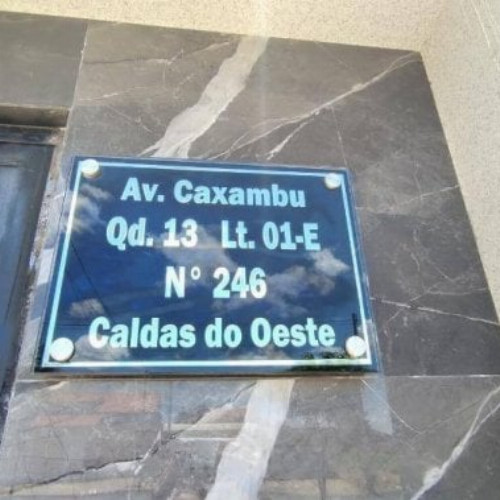 Av. Caxambu
Qd. 13 Lt. 01-E
N° 246
Caldas do Oeste